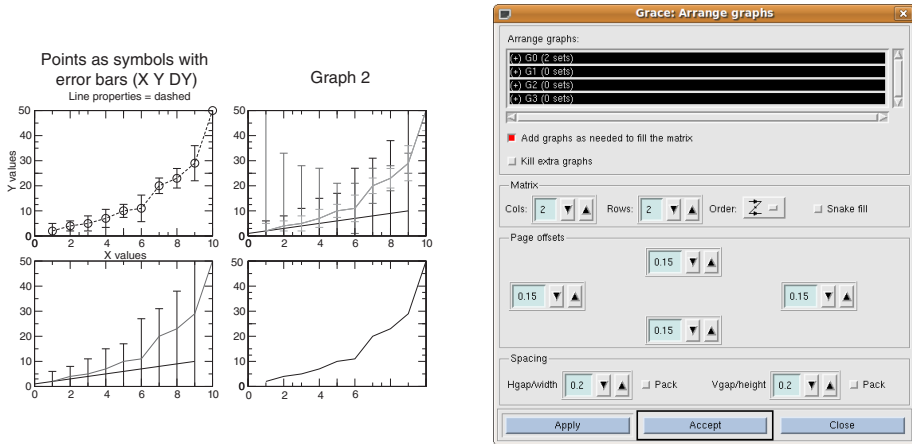 Points as symbols with
error bars (X Y DY)
Line properties = dashed
Graph 2
50
40
30
20
10
0
Y values
0 2 4 6 8 10
X values
50
40
30
20
10
0
0 2 4 6 8 10
50
40
30
20
10
0
0 2 4 6 8 10
50
40
30
20
10
0
0 2 4 6 8 10
Grace: Arrange graphs
Arrange graphs:
(+) G0 (2 sets)
(+) G1 (0 sets)
(+) G2 (0 sets)
(+) G3 (0 sets)
Add graphs as needed to fill the matrix
Kill extra graphs
Matrix
Cols: 2 Rows: 2 Order: Snake fill
Page offsets
0.15
0.15 0.15
0.15
Spacing
Hgap/width 0.2 Pack Vgap/height 0.2 Pack
Apply Accept Close